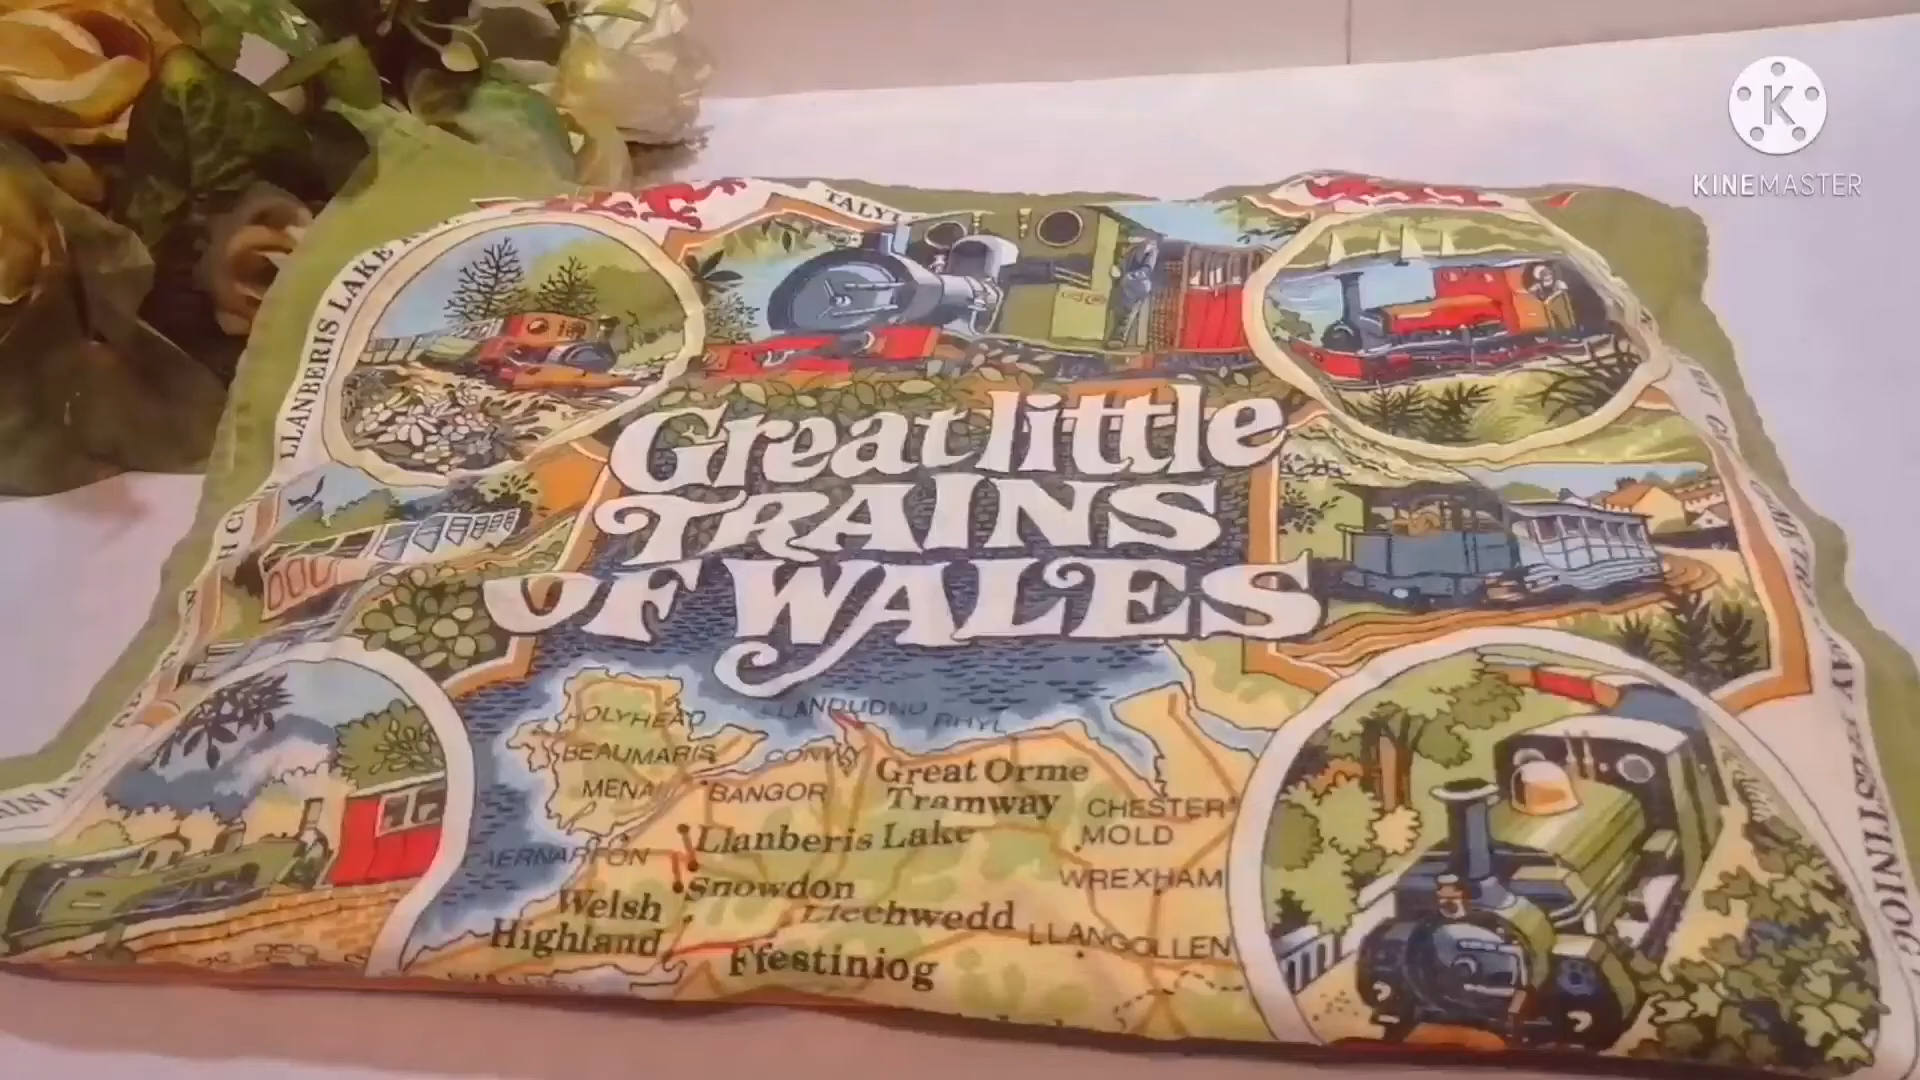 KINEMASTER
LLANBERIS LAKE
Great little
TRAINS
OF WALES
HOLYHEAD
LLANDUDNO
RHYL
BEAUMARIS
CONWY
MENAI
BANGOR
Great Orme
Tramway
CHESTER
MOLD
Llanberis Lake
CAERNARFON
WREXHAM
Snowdon
Welsh
Highland
Llechwedd
LLANGOLLEN
Ffestiniog